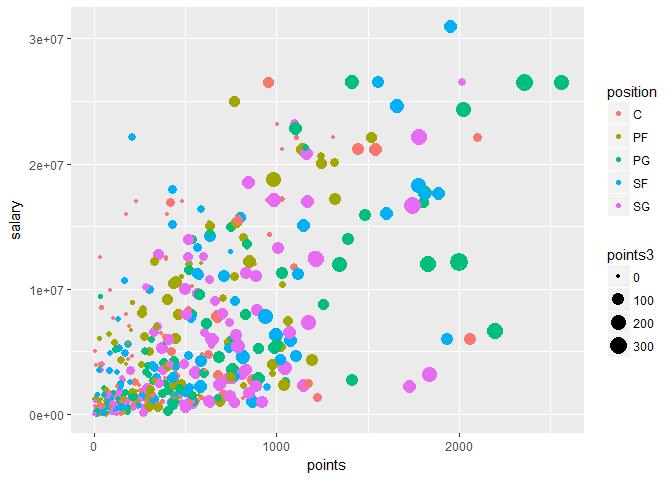 3e+07
2e+07
1e+07
0e+00
salary
0
1000
2000
points
position
C
PF
PG
SF
SG
points3
0
100
200
300